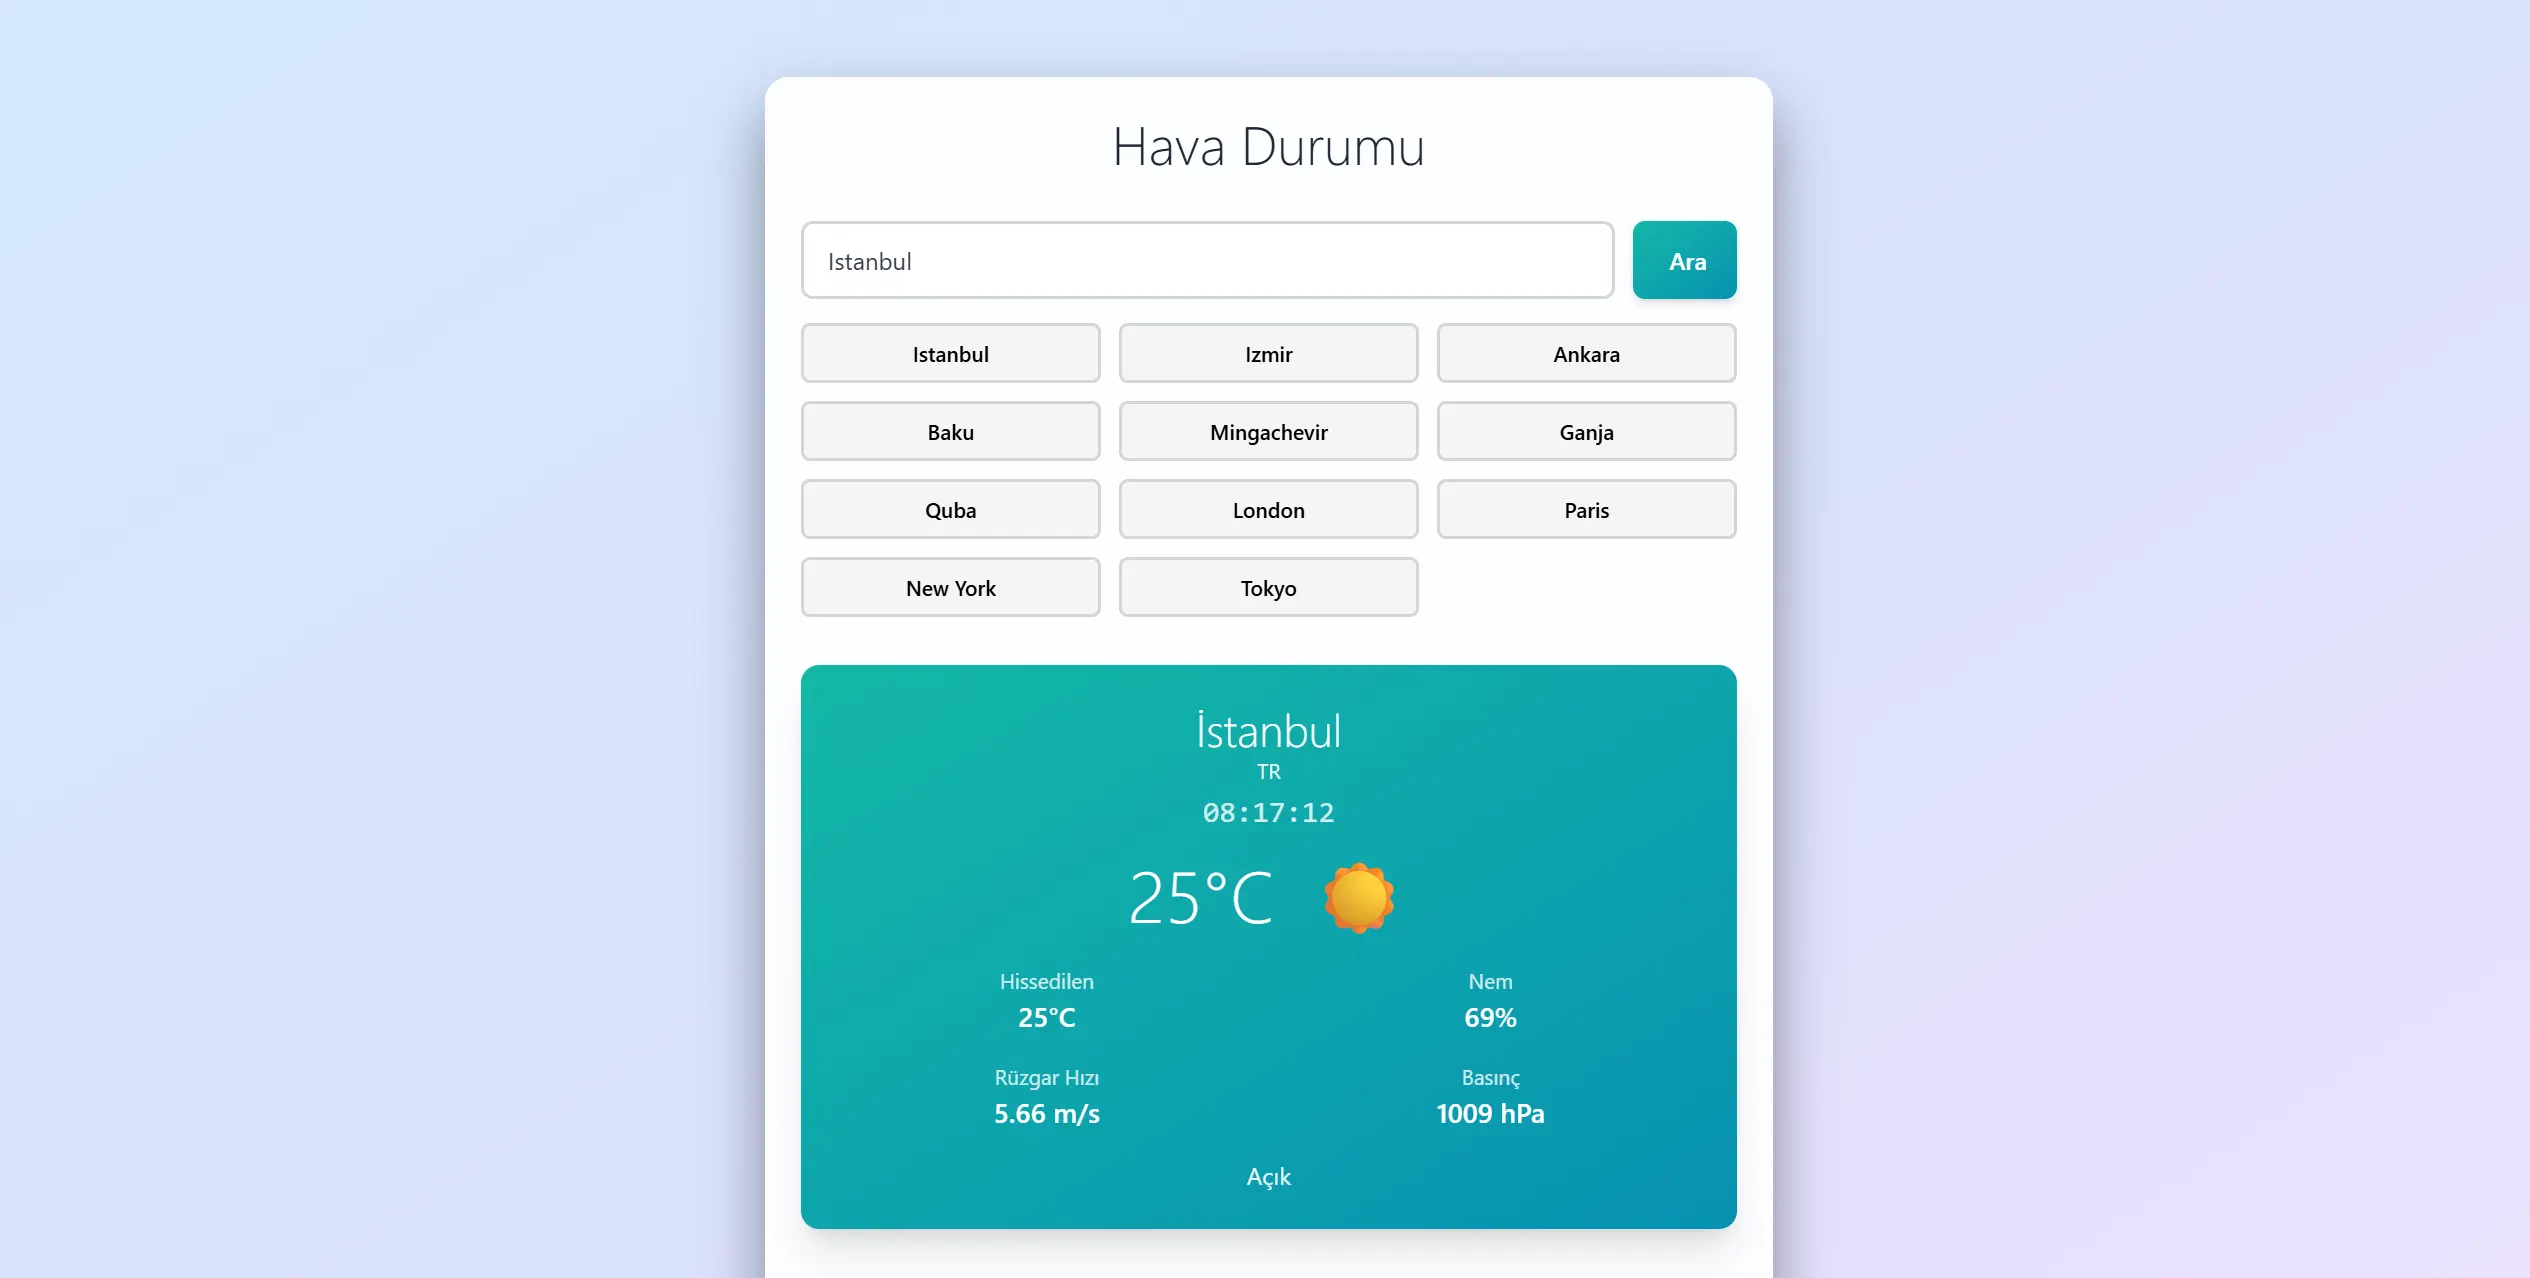 Hava Durumu
Istanbul
Ara
Istanbul
Izmir
Ankara
Baku
Mingachevir
Ganja
Quba
London
Paris
New York
Tokyo
İstanbul
TR
08:17:12
25°C
Hissedilen
25°C
Nem
69%
Rüzgar Hızı
5.66 m/s
Basınç
1009 hPa
Açık